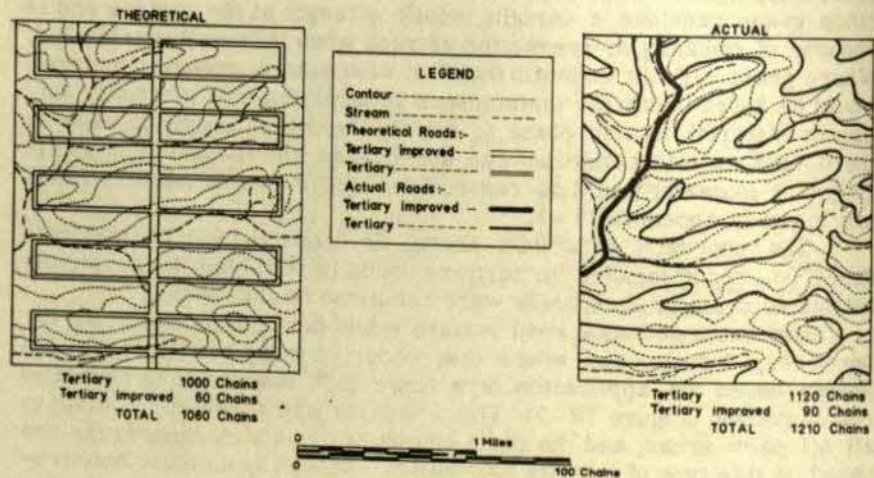 THEORETICAL
Tertiary 1000 Chains
Tertiary improved 60 Chains
TOTAL 1060 Chains
LEGEND
Contour
Stream
Theoretical Roads:-
Tertiary improved
Tertiary
Actual Roads:-
Tertiary improved
Tertiary
ACTUAL
Tertiary 1120 Chains
Tertiary improved 90 Chains
TOTAL 1210 Chains
0 1 Miles
0 100 Chains